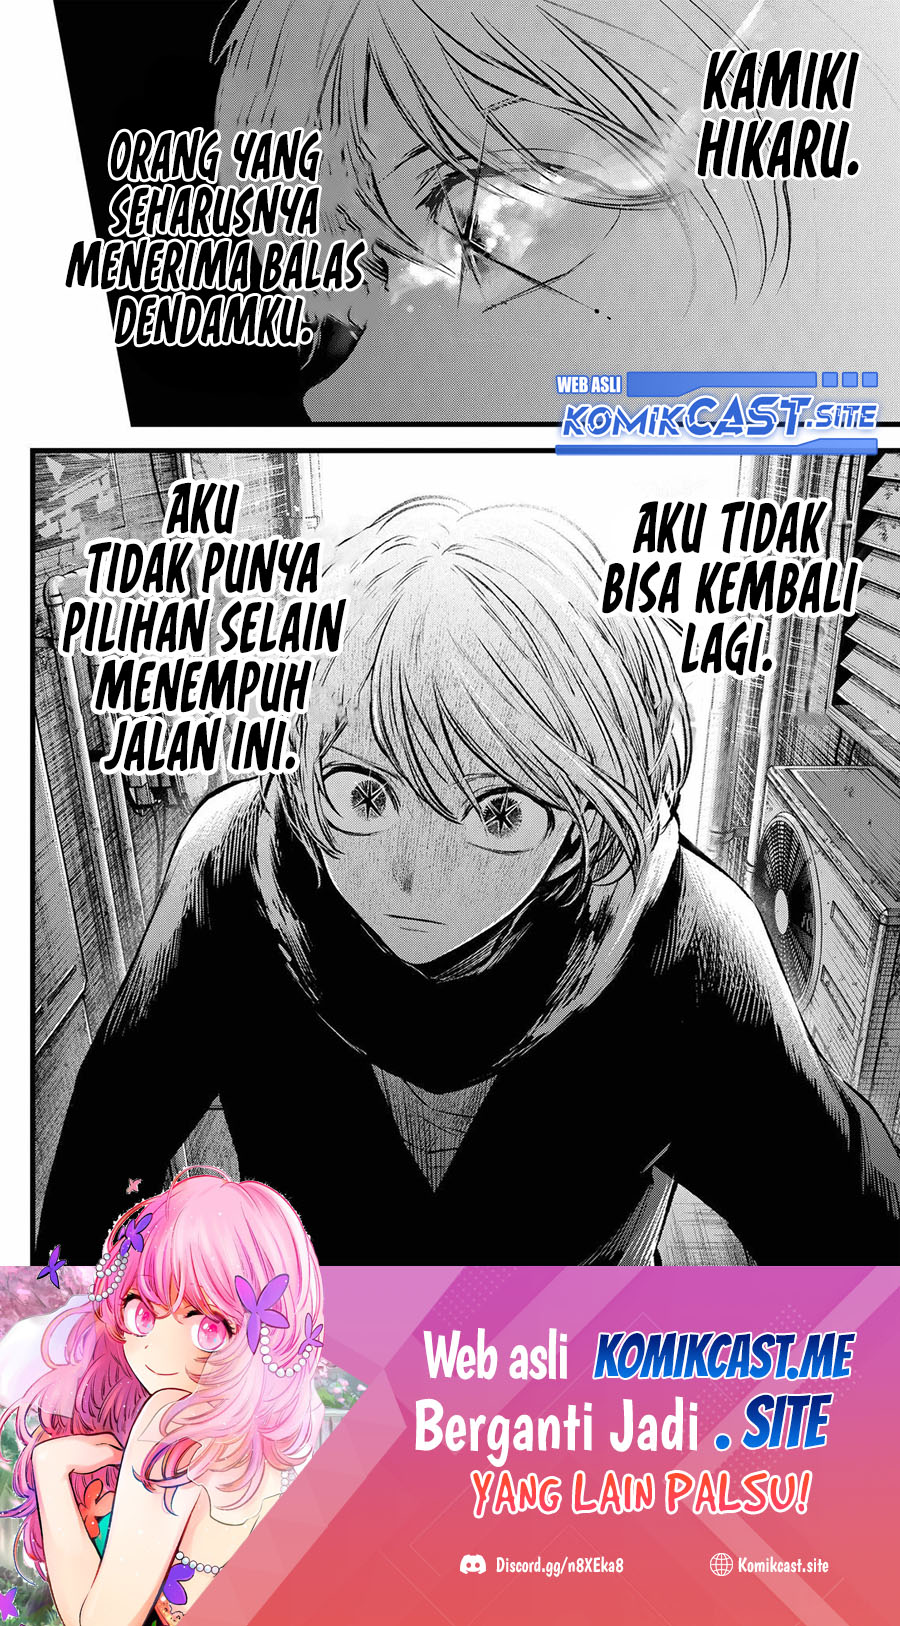 KAMIKI
HIKARU.
ORANG YANG
SEHARUSNYA
MENERIMA BALAS
DENDAMKU.
WEB ASLI
KOMIKCAST.SITE
AKU TIDAK
BISA KEMBALI
LAGI.
AKU
TIDAK PUNYA
PILIHAN SELAIN
MENEMPUH
JALAN INI.
Web asli KOMIKCAST.ME
Berganti Jadi .SITE
YANG LAIN PALSU!
Discord.gg/n8XEka8
Komikcast.site